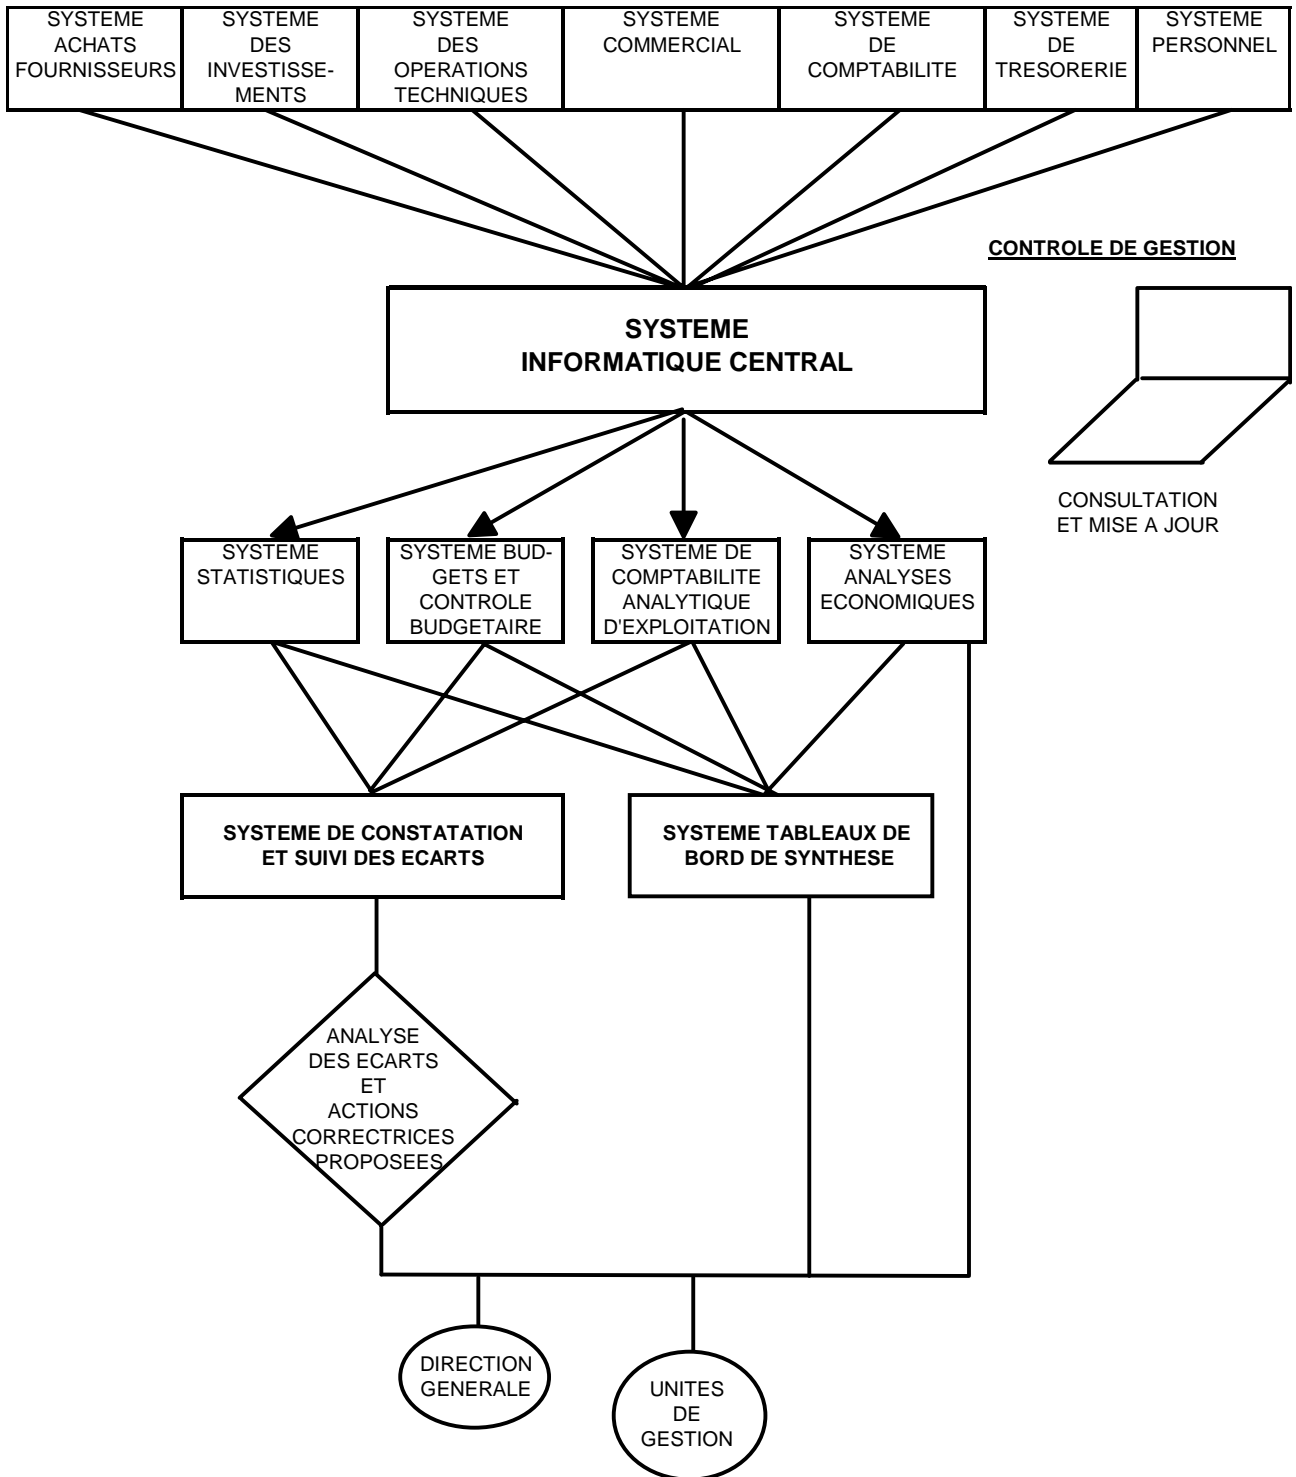 SYSTEME
ACHATS
FOURNISSEURS
SYSTEME
DES
INVESTISSE-
MENTS
SYSTEME
DES
OPERATIONS
TECHNIQUES
SYSTEME
COMMERCIAL
SYSTEME
DE
COMPTABILITE
SYSTEME
DE
TRESORERIE
SYSTEME
PERSONNEL
CONTROLE DE GESTION
SYSTEME
INFORMATIQUE CENTRAL
CONSULTATION
ET MISE A JOUR
SYSTEME
STATISTIQUES
SYSTEME BUD-
GETS ET
CONTROLE
BUDGETAIRE
SYSTEME DE
COMPTABILITE
ANALYTIQUE
D'EXPLOITATION
SYSTEME
ANALYSES
ECONOMIQUES
SYSTEME DE CONSTATATION
ET SUIVI DES ECARTS
SYSTEME TABLEAUX DE
BORD DE SYNTHESE
ANALYSE
DES ECARTS
ET
ACTIONS
CORRECTRICES
PROPOSEES
DIRECTION
GENERALE
UNITES
DE
GESTION